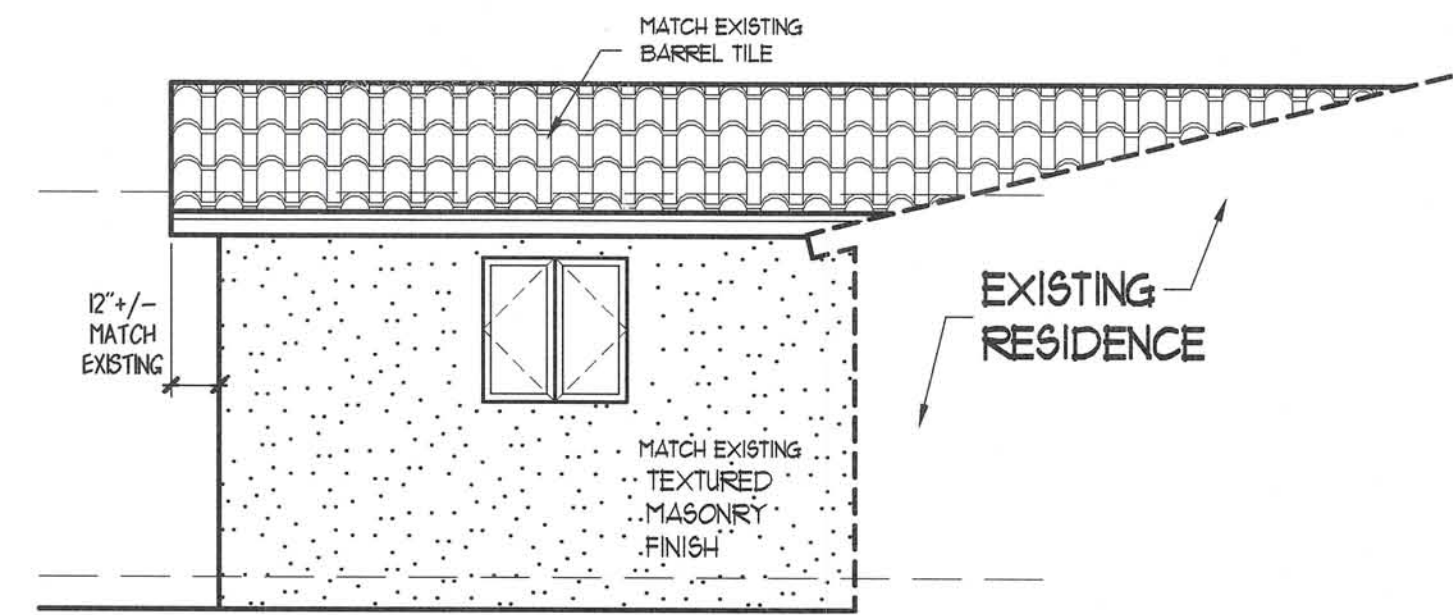 MATCH EXISTING
BARREL TILE
12"+/-
MATCH
EXISTING
EXISTING
RESIDENCE
MATCH EXISTING
TEXTURED
MASONRY
FINISH